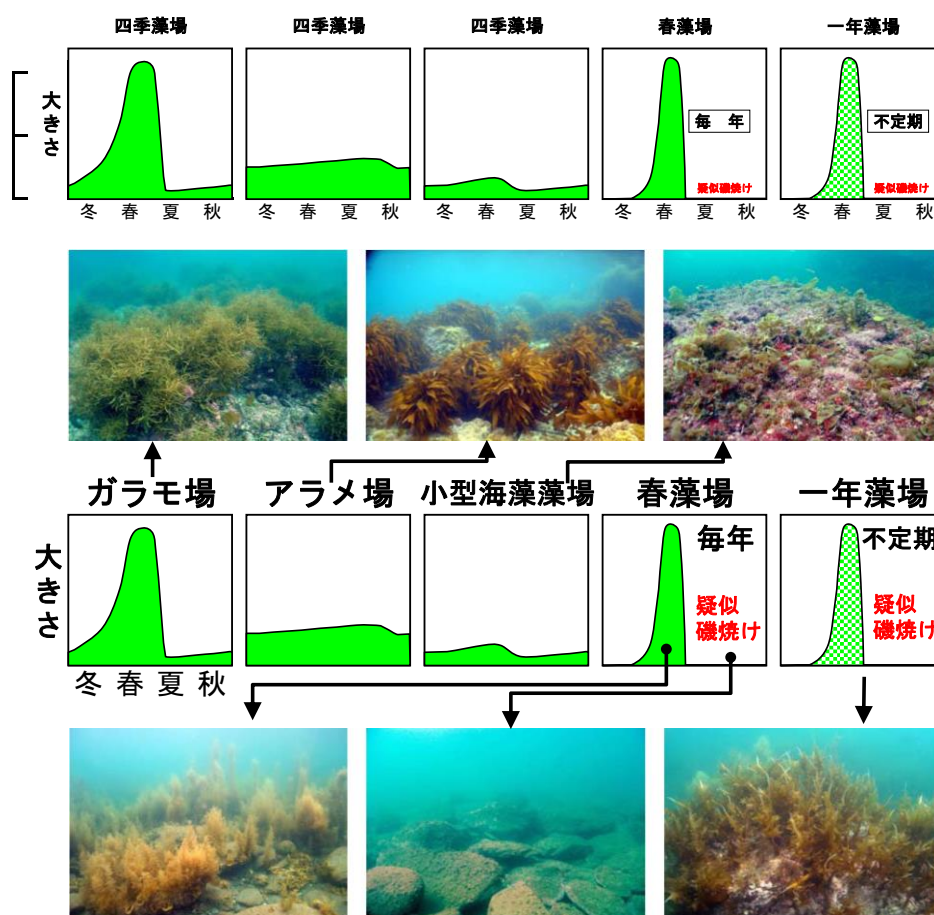 四季藻場 四季藻場 四季藻場 春藻場 一年藻場
大きさ
毎 年 不定期
疑似磯焼け 疑似磯焼け
冬 春 夏 秋 冬 春 夏 秋 冬 春 夏 秋 冬 春 夏 秋 冬 春 夏 秋
ガラモ場 アラメ場 小型海藻藻場 春藻場 一年藻場
大きさ
毎年 不定期
疑似 疑似
磯焼け 磯焼け
冬 春 夏 秋